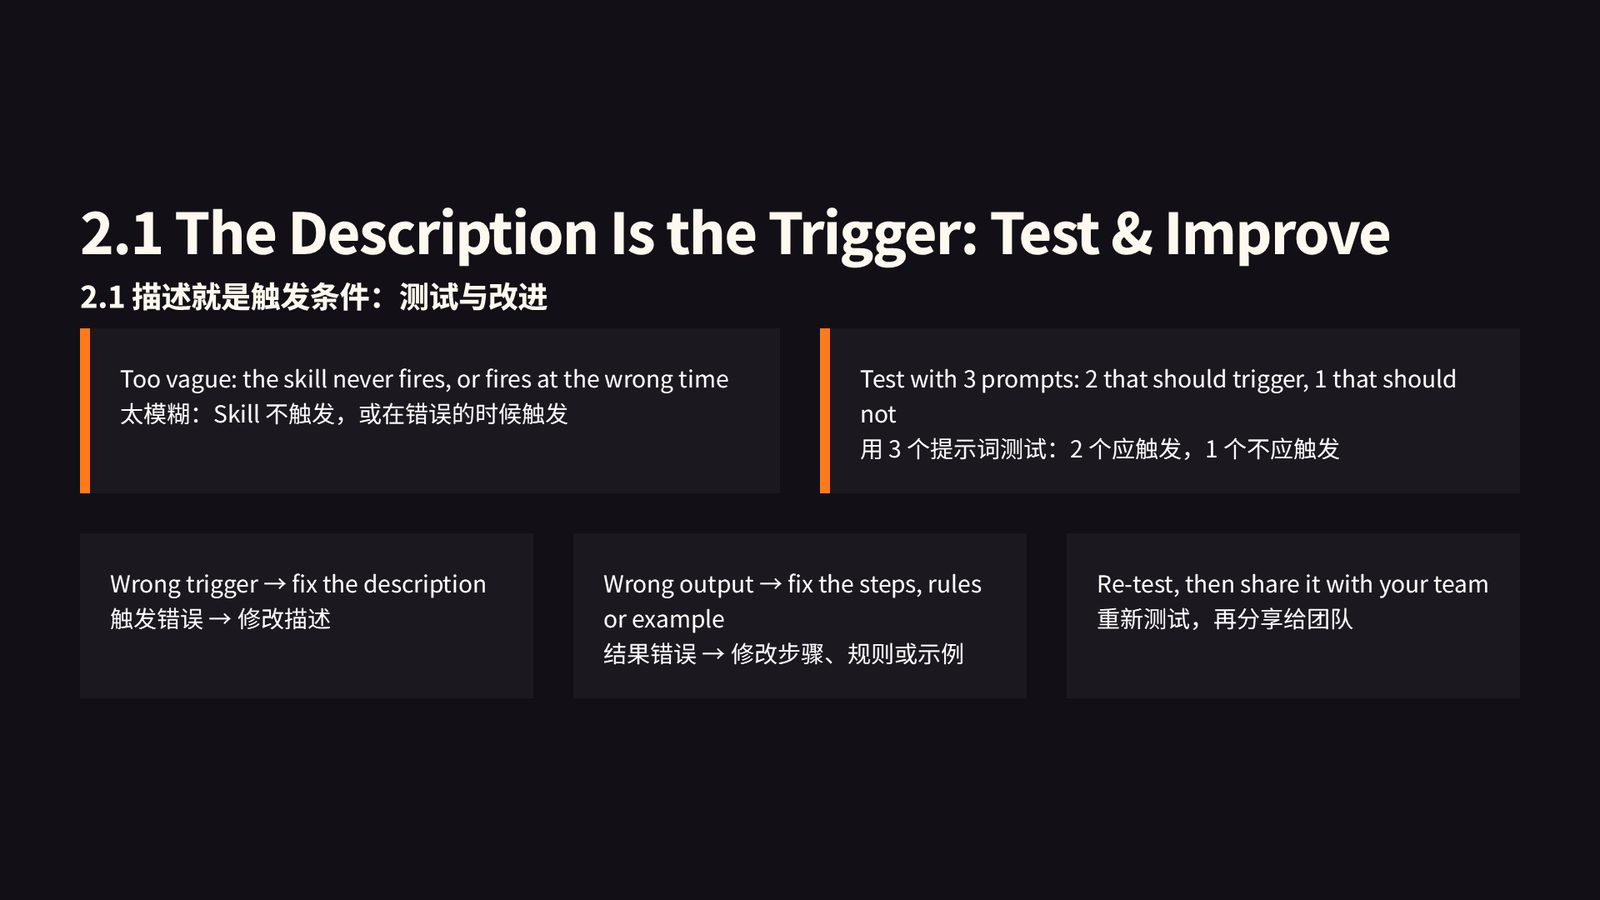 2.1 The Description Is the Trigger: Test & Improve
2.1 描述就是触发条件：测试与改进
Too vague: the skill never fires, or fires at the wrong time
太模糊：Skill 不触发，或在错误的时候触发
Test with 3 prompts: 2 that should trigger, 1 that should
not
用 3 个提示词测试：2 个应触发，1 个不应触发
Wrong trigger → fix the description
触发错误 → 修改描述
Wrong output → fix the steps, rules
or example
结果错误 → 修改步骤、规则或示例
Re-test, then share it with your team
重新测试，再分享给团队